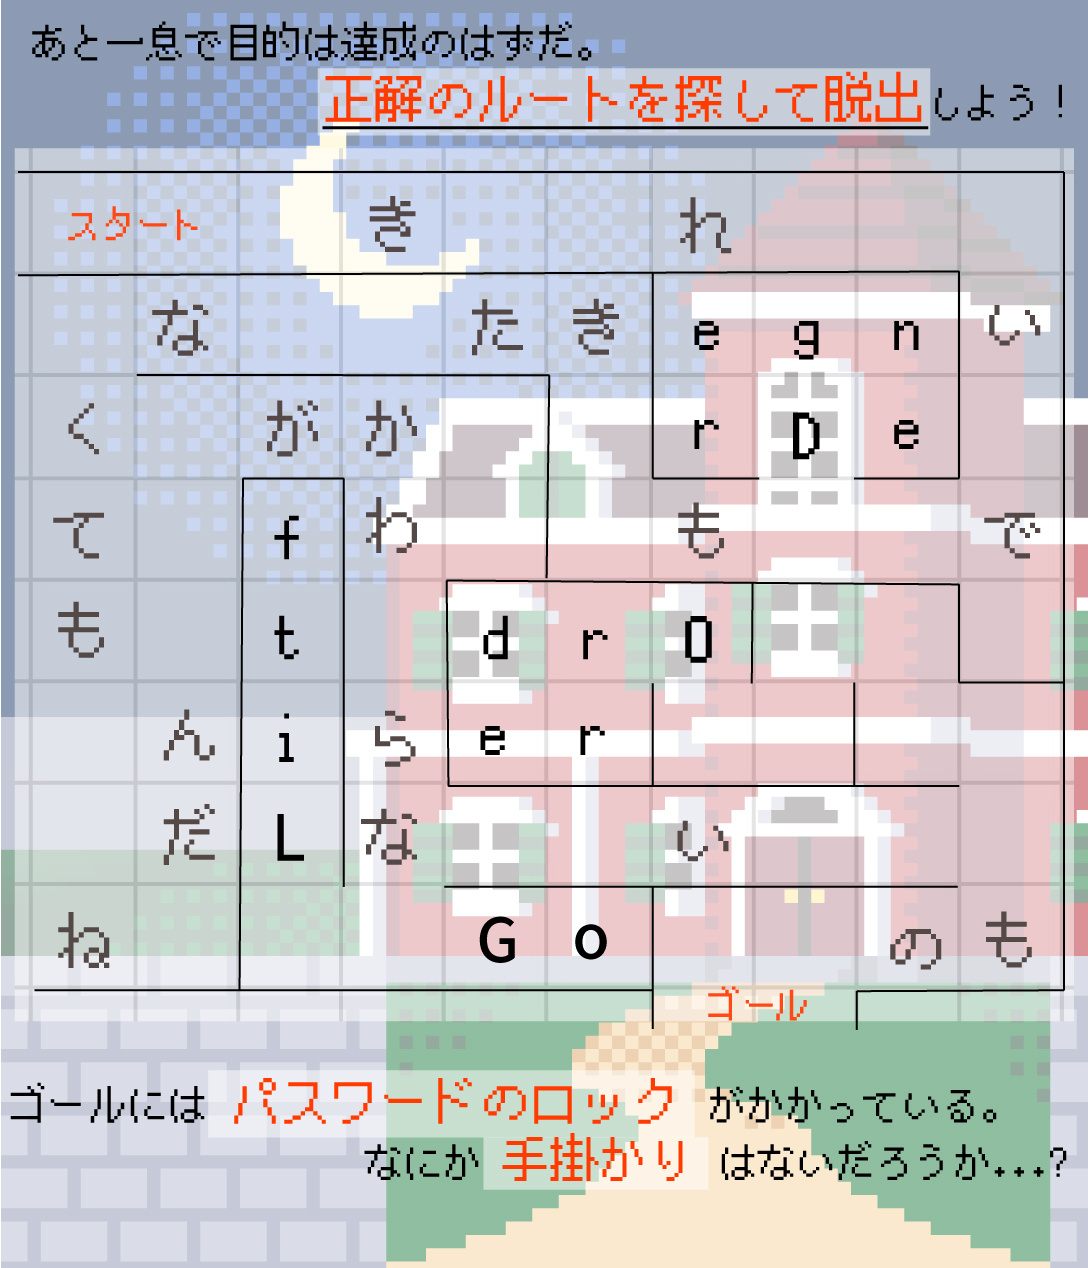 あと一息で目的は達成のはずだ。
正解のルートを探して脱出しよう！
スタート き れ
な た き e g n い
く が か r D e
て f わ も で
も t d r O
ん i ら e r
だ L な い
ね G o の も
ゴール
ゴールには パスワードのロック がかかっている。
なにか 手掛かり はないだろうか...?